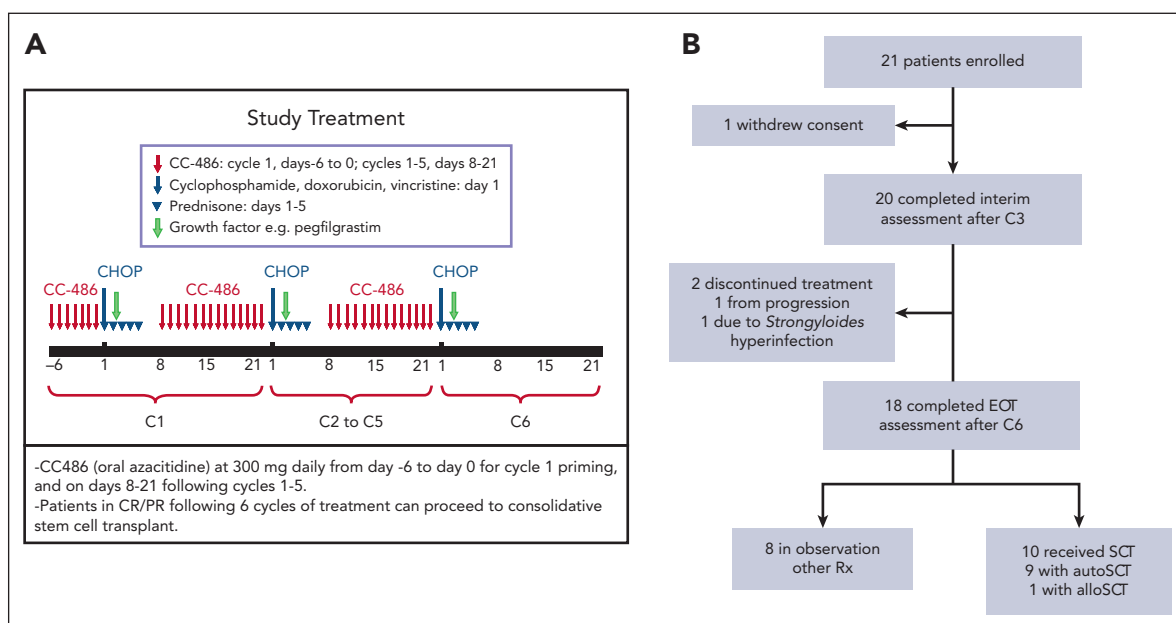 A
Study Treatment
CC-486: cycle 1, days-6 to 0; cycles 1-5, days 8-21
Cyclophosphamide, doxorubicin, vincristine: day 1
Prednisone: days 1-5
Growth factor e.g. pegfilgrastim
CHOP CHOP CHOP
CC-486 CC-486 CC-486
–6 1 8 15 21 1 8 15 21 1 8 15 21
C1 C2 to C5 C6
-CC486 (oral azacitidine) at 300 mg daily from day -6 to day 0 for cycle 1 priming,
and on days 8-21 following cycles 1-5.
-Patients in CR/PR following 6 cycles of treatment can proceed to consolidative
stem cell transplant.
B
21 patients enrolled
1 withdrew consent
20 completed interim
assessment after C3
2 discontinued treatment
1 from progression
1 due to Strongyloides
hyperinfection
18 completed EOT
assessment after C6
8 in observation
other Rx
10 received SCT
9 with autoSCT
1 with alloSCT